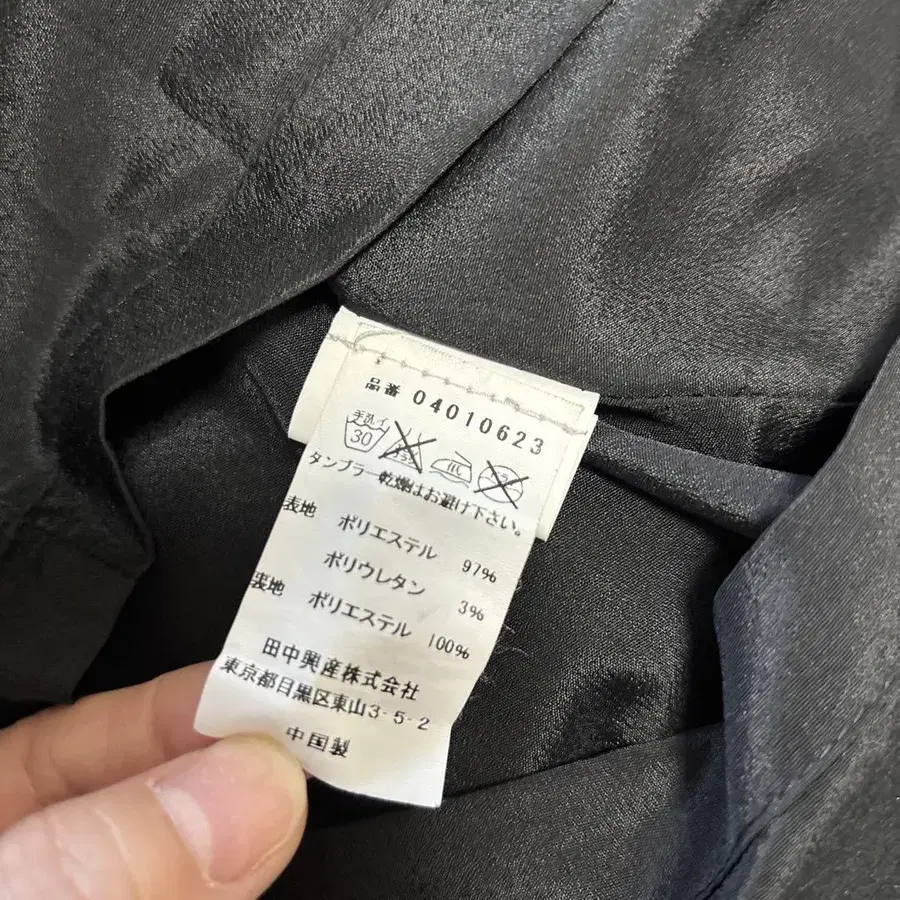 品番 04010623
手洗イ
30
タンブラー乾燥はお避け下さい。
表地 ポリエステル 97%
ポリウレタン 3%
裏地 ポリエステル 100%
田中興産株式会社
東京都目黒区東山3-5-2
中国製